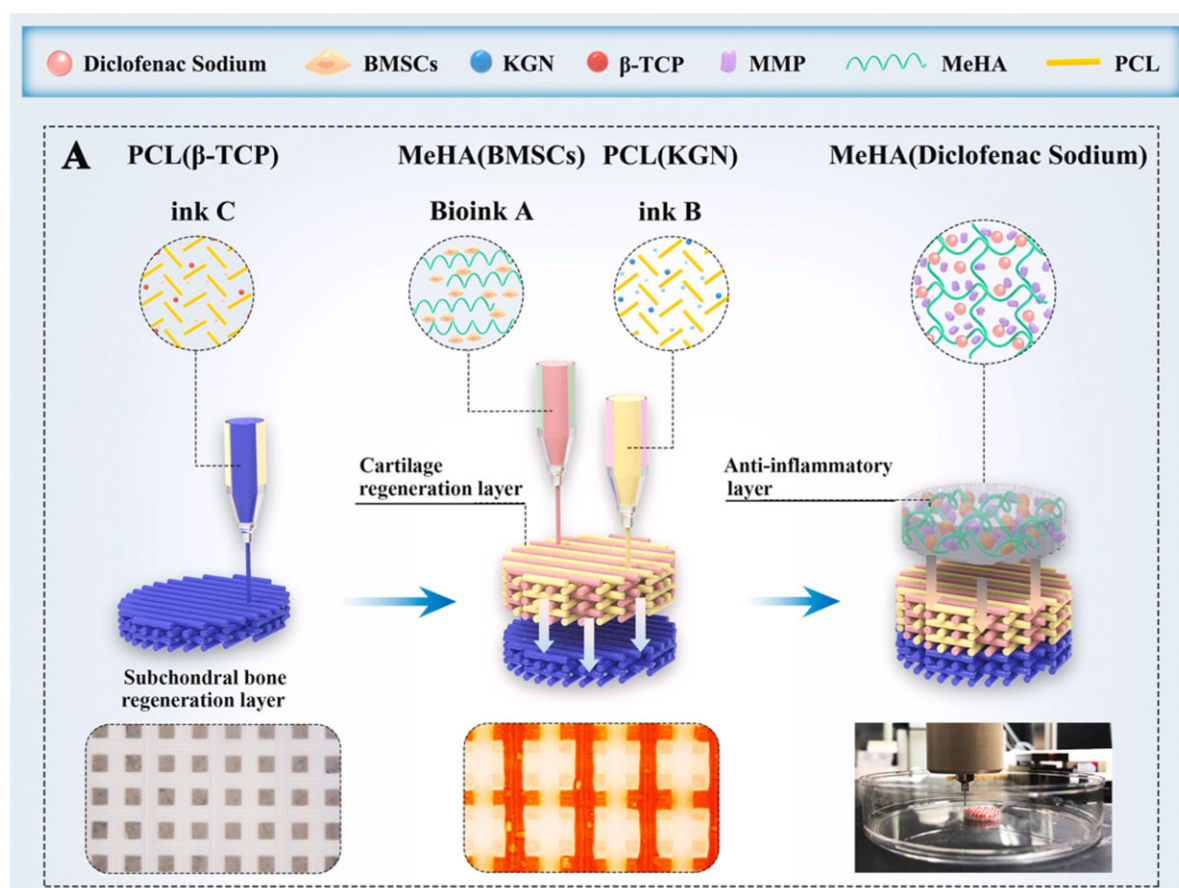 Diclofenac Sodium BMSCs KGN β-TCP MMP MeHA PCL
A
PCL(β-TCP) MeHA(BMSCs) PCL(KGN) MeHA(Diclofenac Sodium)
ink C Bioink A ink B
Cartilage
regeneration layer
Anti-inflammatory
layer
Subchondral bone
regeneration layer